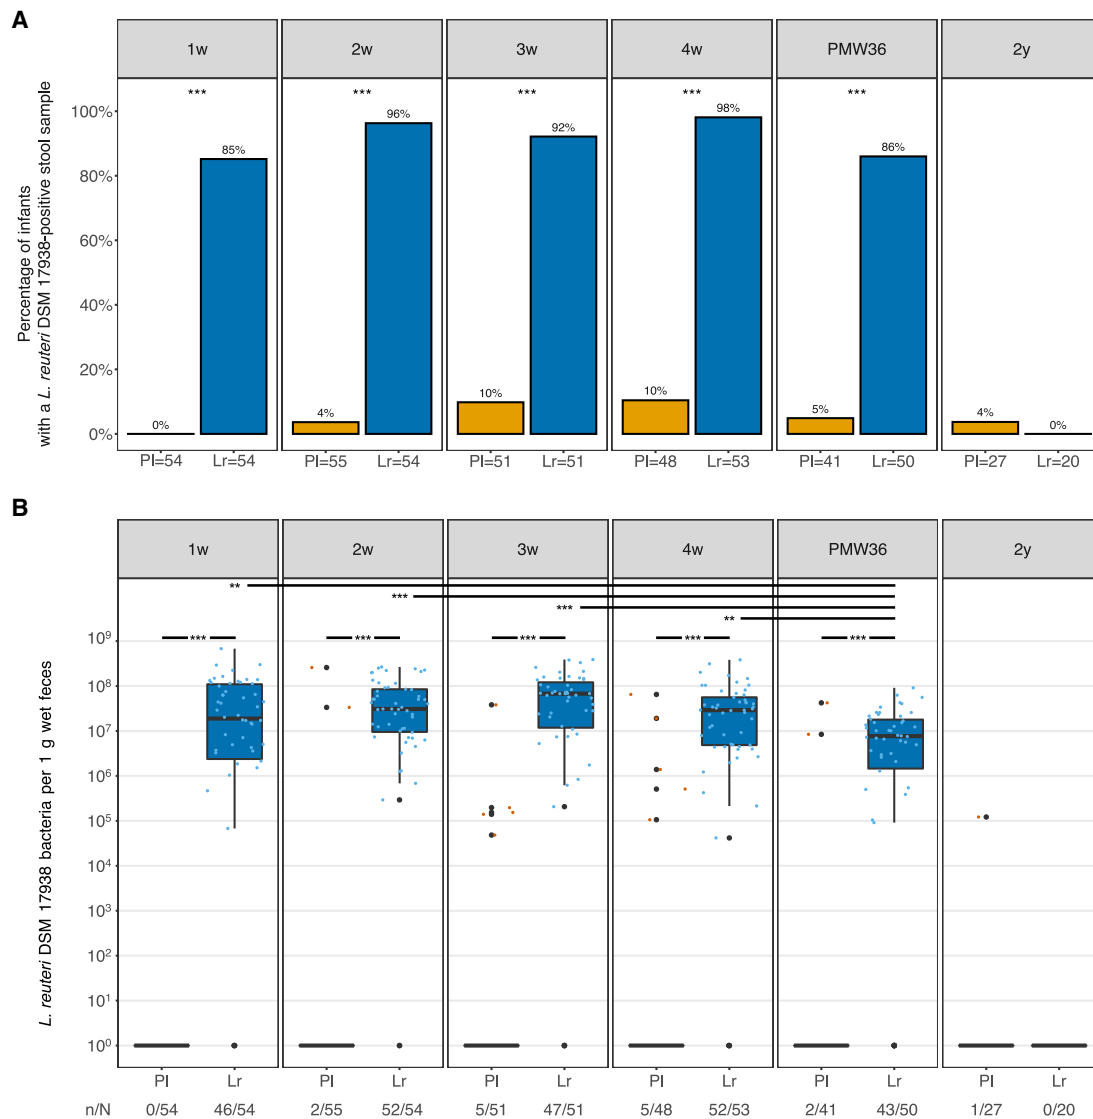 A
1w 2w 3w 4w PMW36 2y
*** *** *** *** ***
Percentage of infants
with a L. reuteri DSM 17938-positive stool sample
100%
80%
60%
40%
20%
0%
0% 85% 4% 96% 10% 92% 10% 98% 5% 86% 4% 0%
Pl=54 Lr=54 Pl=55 Lr=54 Pl=51 Lr=51 Pl=48 Lr=53 Pl=41 Lr=50 Pl=27 Lr=20
B
1w 2w 3w 4w PMW36 2y
**
***
***
**
*** *** *** *** ***
L. reuteri DSM 17938 bacteria per 1 g wet feces
10⁹
10⁸
10⁷
10⁶
10⁵
10⁴
10³
10²
10¹
10⁰
Pl Lr Pl Lr Pl Lr Pl Lr Pl Lr Pl Lr
n/N 0/54 46/54 2/55 52/54 5/51 47/51 5/48 52/53 2/41 43/50 1/27 0/20